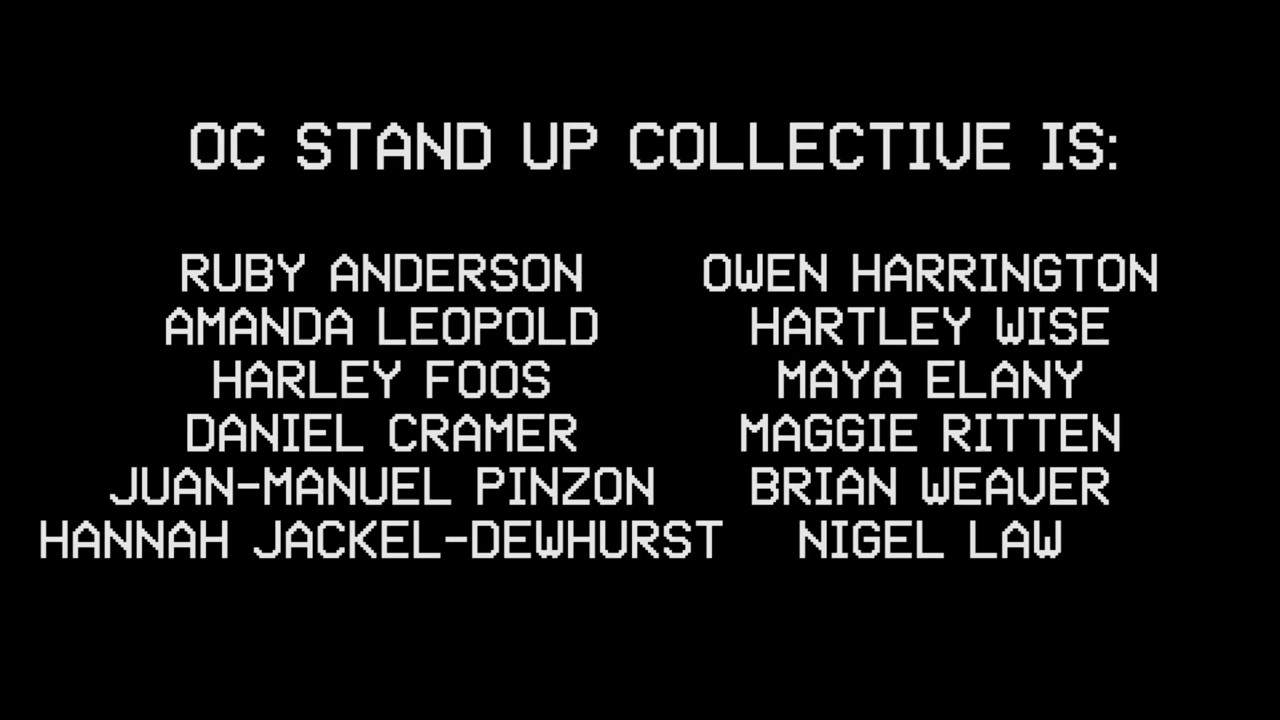 OC STAND UP COLLECTIVE IS:
RUBY ANDERSON
AMANDA LEOPOLD
HARLEY FOOS
DANIEL CRAMER
JUAN-MANUEL PINZON
HANNAH JACKEL-DEWHURST
OWEN HARRINGTON
HARTLEY WISE
MAYA ELANY
MAGGIE RITTEN
BRIAN WEAVER
NIGEL LAW